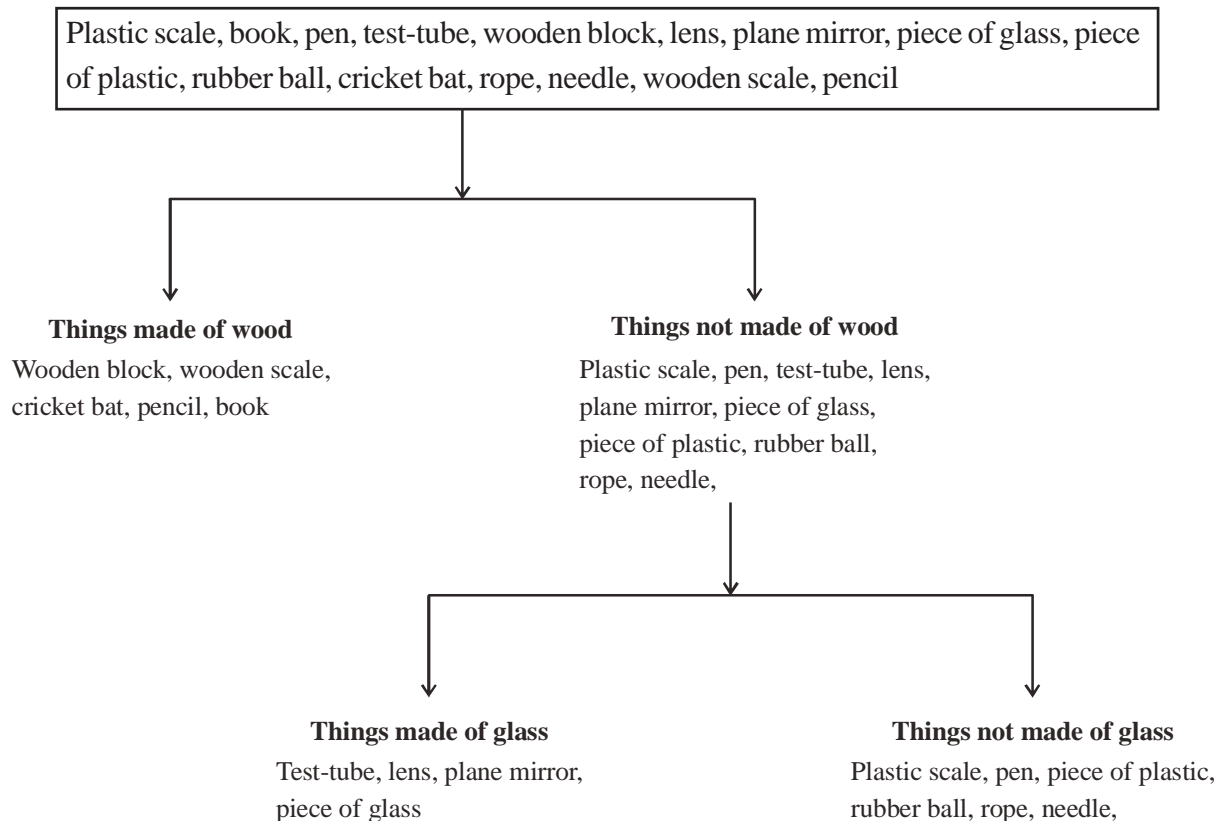 Plastic scale, book, pen, test-tube, wooden block, lens, plane mirror, piece of glass, piece
of plastic, rubber ball, cricket bat, rope, needle, wooden scale, pencil
Things made of wood
Wooden block, wooden scale,
cricket bat, pencil, book
Things not made of wood
Plastic scale, pen, test-tube, lens,
plane mirror, piece of glass,
piece of plastic, rubber ball,
rope, needle,
Things made of glass
Test-tube, lens, plane mirror,
piece of glass
Things not made of glass
Plastic scale, pen, piece of plastic,
rubber ball, rope, needle,